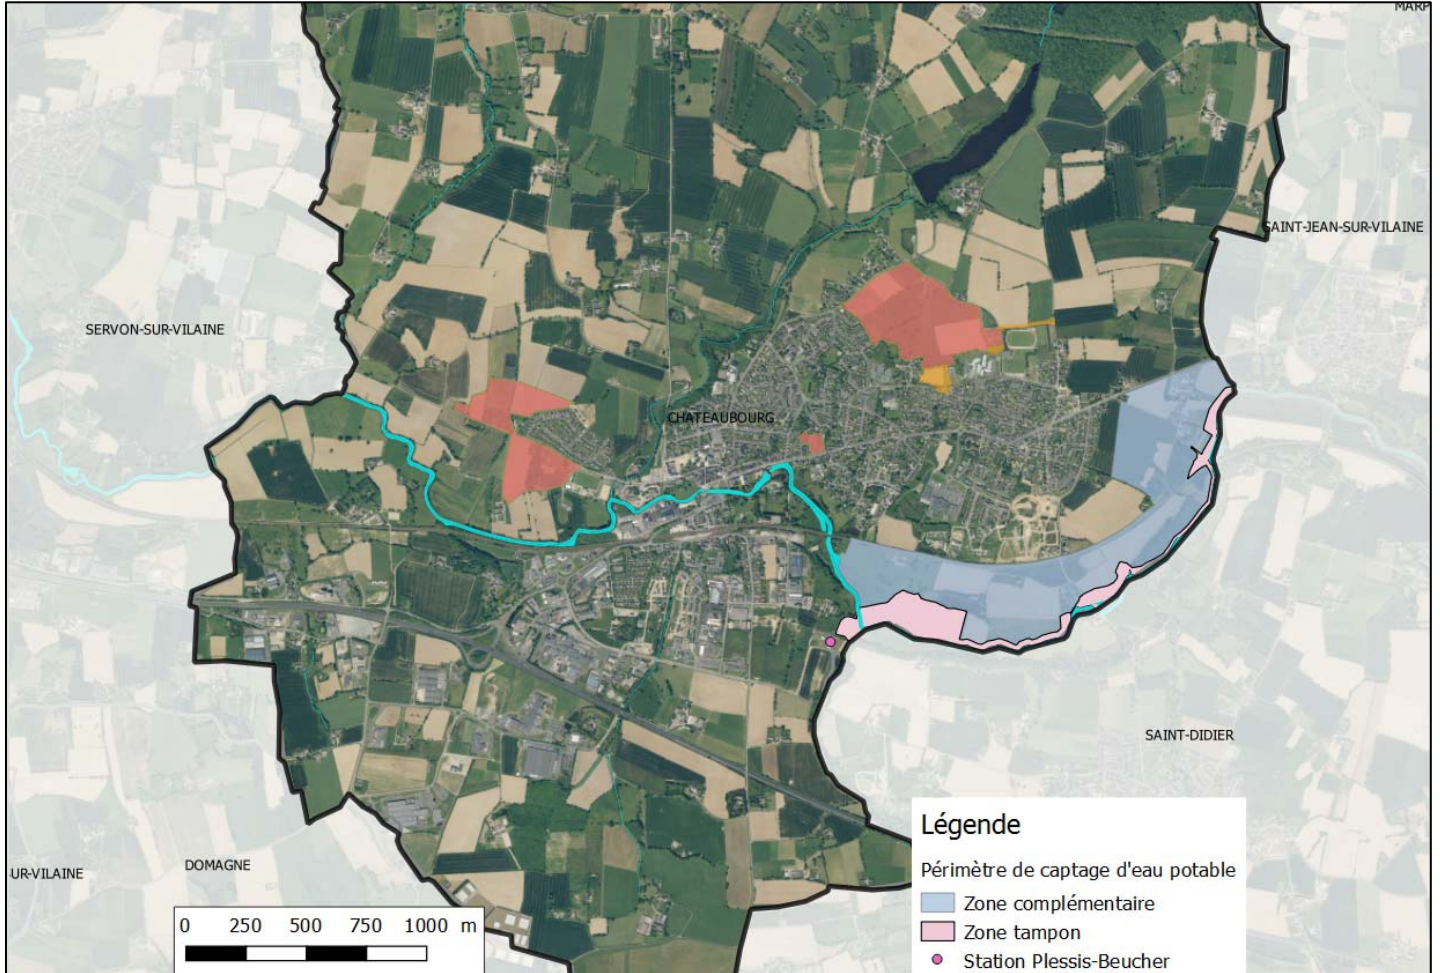 MARP
SAINT-JEAN-SUR-VILAINE
SERVON-SUR-VILAINE
CHATEAUBOURG
SAINT-DIDIER
UR-VILAINE
DOMAGNE
0 250 500 750 1000 m
Légende
Périmètre de captage d'eau potable
Zone complémentaire
Zone tampon
Station Plessis-Beucher